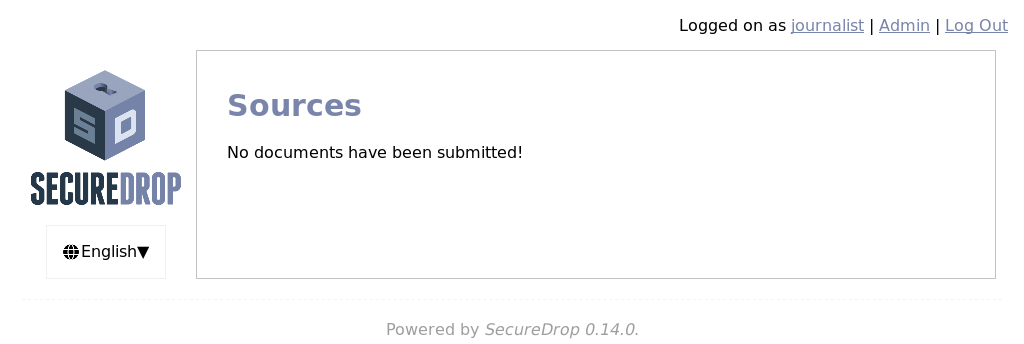 Logged on as journalist | Admin | Log Out
SD
SECUREDROP
English▼
Sources
No documents have been submitted!
Powered by SecureDrop 0.14.0.